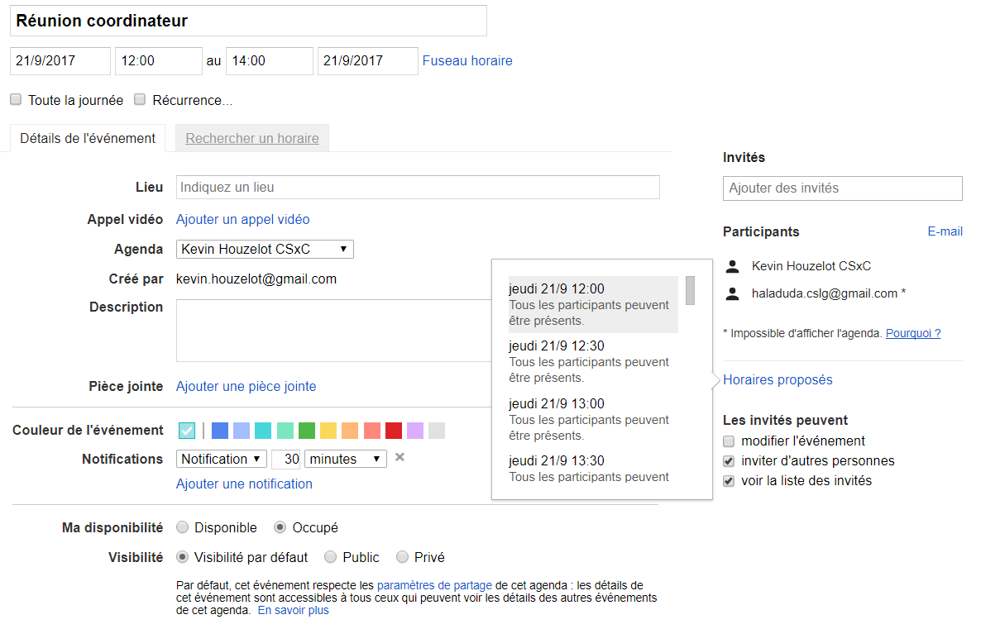 Réunion coordinateur
21/9/2017 12:00 au 14:00 21/9/2017 Fuseau horaire
Toute la journée Récurrence...
Détails de l'événement Rechercher un horaire
Lieu Indiquez un lieu
Appel vidéo Ajouter un appel vidéo
Agenda Kevin Houzelot CSxC
Créé par kevin.houzelot@gmail.com
Description
Pièce jointe Ajouter une pièce jointe
Couleur de l'événement
Notifications Notification 30 minutes
Ajouter une notification
Ma disponibilité Disponible Occupé
Visibilité Visibilité par défaut Public Privé
Par défaut, cet événement respecte les paramètres de partage de cet agenda : les détails de
cet événement sont accessibles à tous ceux qui peuvent voir les détails des autres événements
de cet agenda. En savoir plus
jeudi 21/9 12:00
Tous les participants peuvent
être présents.
jeudi 21/9 12:30
Tous les participants peuvent
être présents.
jeudi 21/9 13:00
Tous les participants peuvent
être présents.
jeudi 21/9 13:30
Tous les participants peuvent
Invités
Ajouter des invités
Participants E-mail
Kevin Houzelot CSxC
haladuda.cslg@gmail.com *
* Impossible d'afficher l'agenda. Pourquoi ?
Horaires proposés
Les invités peuvent
modifier l'événement
inviter d'autres personnes
voir la liste des invités